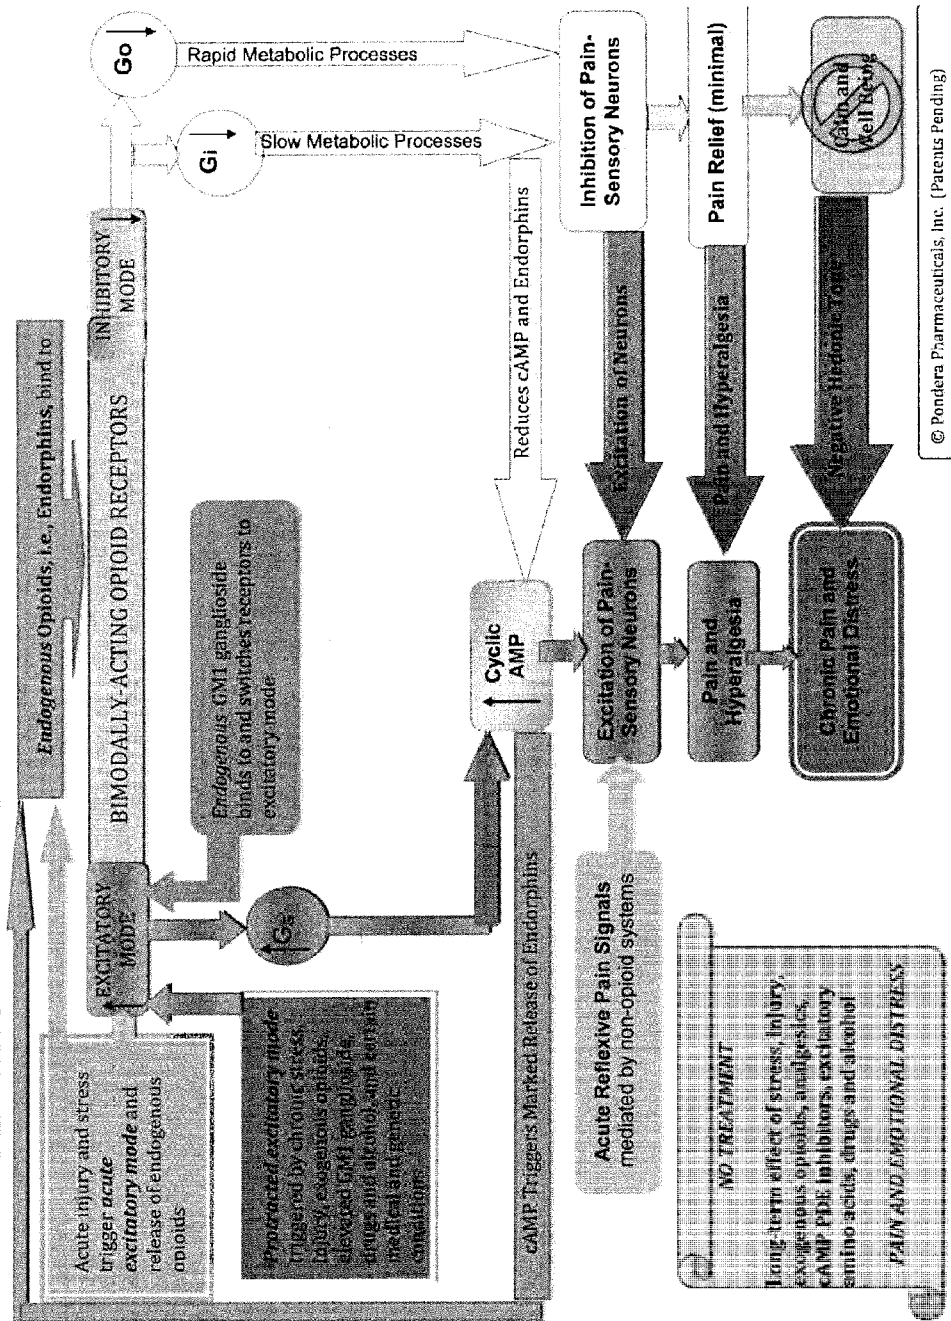 Endogenous Opioids, i.e., Endorphins, bind to:
Acute injury and stress
trigger acute
excitatory mode and
release of endogenous
opioids
EXCITATORY
MODE
BIMODALLY-ACTING OPIOID RECEPTORS
INHIBITORY
MODE
Go
Gi
Rapid Metabolic Processes
Slow Metabolic Processes
Endogenous GM1 ganglioside
binds to and switches receptors to
excitatory mode
Gs
Protracted excitatory mode
triggered by chronic stress,
injury, exogenous opioids,
elevated GM1 ganglioside,
drugs and alcohol, and certain
medical and genetic
conditions
cAMP Triggers Marked Release of Endorphins
Cyclic
AMP
Reduces cAMP and Endorphins
Acute Reflexive Pain Signals
mediated by non-opioid systems
Excitation of Pain-
Sensory Neurons
Excitation of Neurons
Inhibition of Pain-
Sensory Neurons
Pain and
Hyperalgesia
Pain and Hyperalgesia
Pain Relief (minimal)
Chronic Pain and
Emotional Distress
Negative Hedonic Tone
Calm and
Well Being
NO TREATMENT
Long-term effect of stress, injury,
exogenous opioids, analgesics,
cAMP PDE inhibitors, excitatory
amino acids, drugs and alcohol
PAIN AND EMOTIONAL DISTRESS
© Pondera Pharmaceuticals, Inc. [Patents Pending]